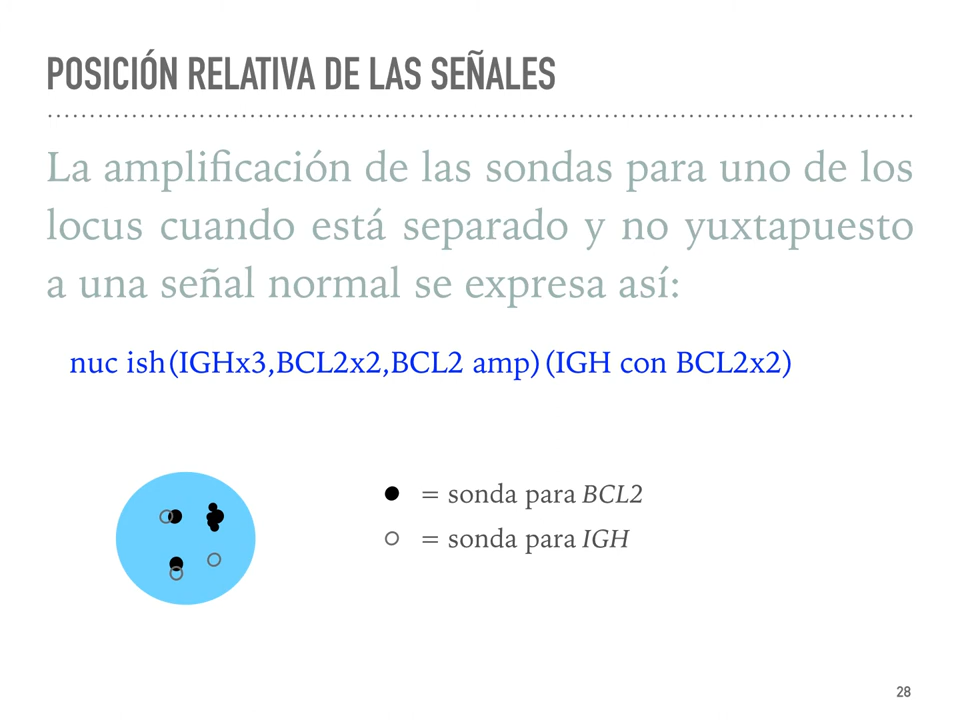 POSICIÓN RELATIVA DE LAS SEÑALES
La amplificación de las sondas para uno de los
locus cuando está separado y no yuxtapuesto
a una señal normal se expresa así:
nuc ish(IGHx3,BCL2x2,BCL2 amp)(IGH con BCL2x2)
= sonda para BCL2
= sonda para IGH
28